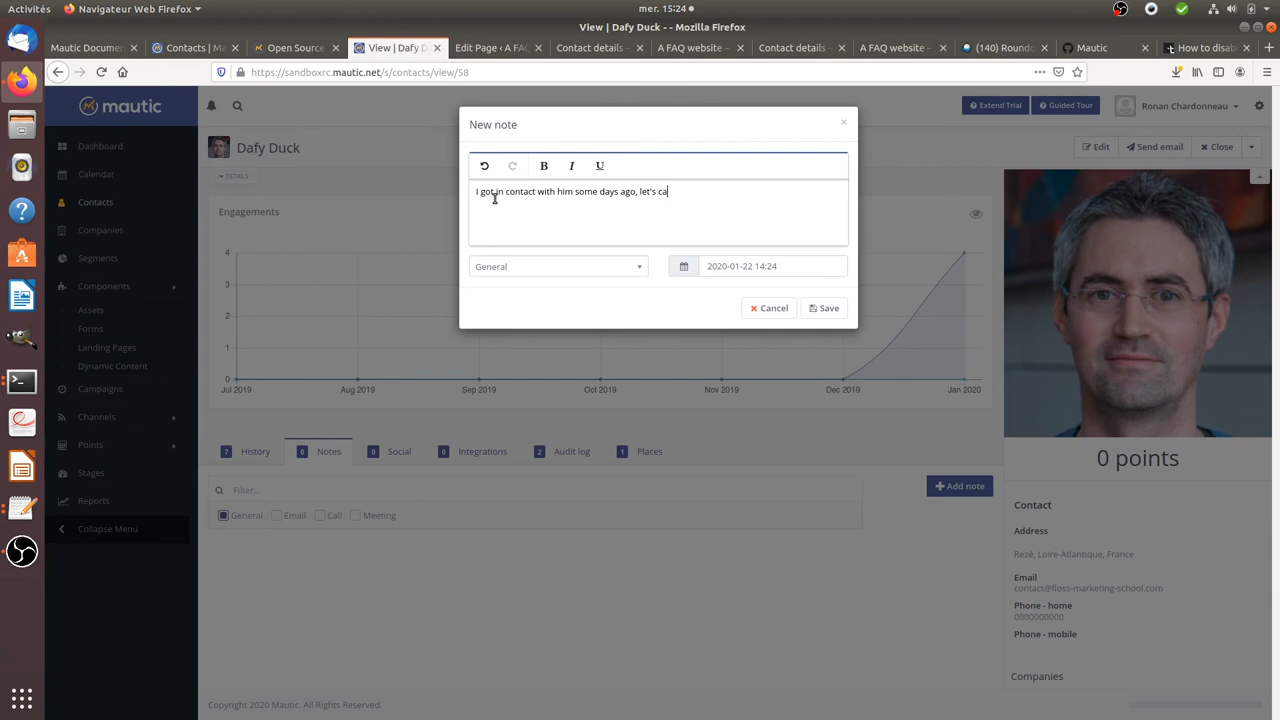 Activités
Navigateur Web Firefox
mer. 15:24
View | Dafy Duck - - Mozilla Firefox
Mautic Documen
Contacts | M
Open Source
View | Dafy D
Edit Page ‹ A FAQ
Contact details –
A FAQ website –
Contact details –
A FAQ website –
(140) Roundc
Mautic
How to disab
https://sandboxrc.mautic.net/s/contacts/view/58
mautic
Extend Trial
Guided Tour
Ronan Chardonneau
Dafy Duck
Edit
Send email
Close
DETAILS
Dashboard
Calendar
Contacts
Companies
Segments
Components
Assets
Forms
Landing Pages
Dynamic Content
Campaigns
Channels
Points
Stages
Reports
Collapse Menu
New note
×
B I U
I got in contact with him some days ago, let's ca
General
2020-01-22 14:24
Cancel
Save
Engagements
4
3
2
1
0
Jul 2019
Aug 2019
Sep 2019
Oct 2019
Nov 2019
Dec 2019
Jan 2020
7 History
0 Notes
0 Social
0 Integrations
2 Audit log
1 Places
Filter...
Add note
General
Email
Call
Meeting
0 points
Contact
Address
Rezé, Loire-Atlantique, France
Email
contact@floss-marketing-school.com
Phone - home
0000000000
Phone - mobile
Companies
Copyright 2020 Mautic. All Rights Reserved.